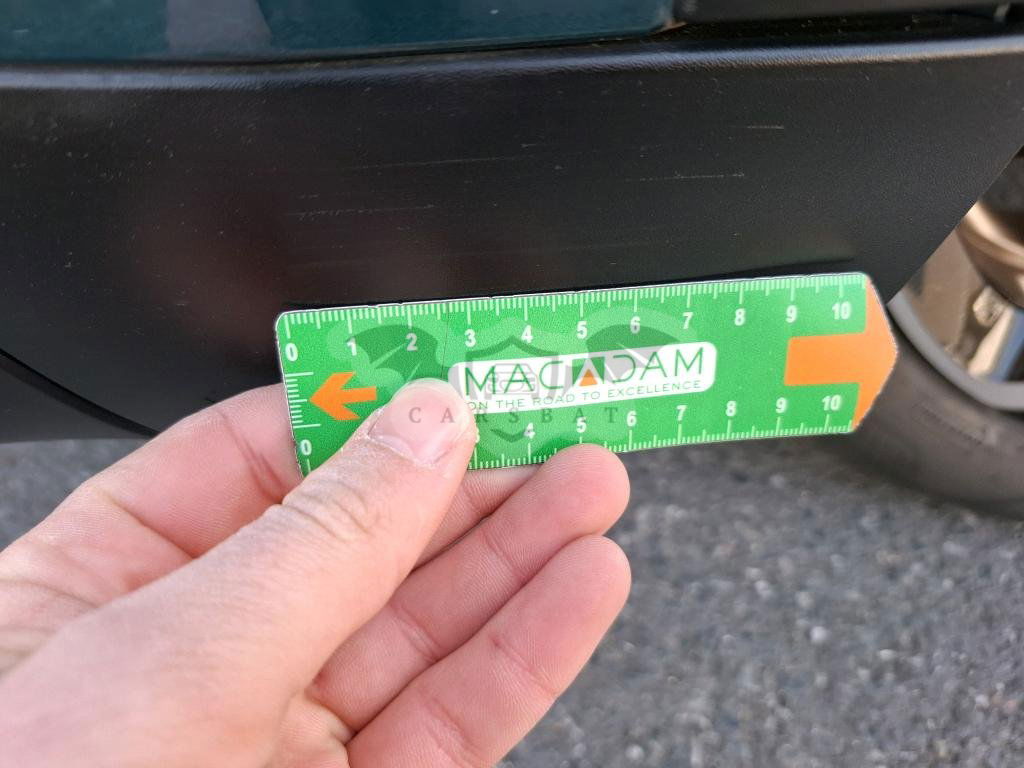 0 1 2 3 4 5 6 7 8 9 10
MACADAM
ON THE ROAD TO EXCELLENCE
CARSBAT
0 4 5 6 7 8 9 10